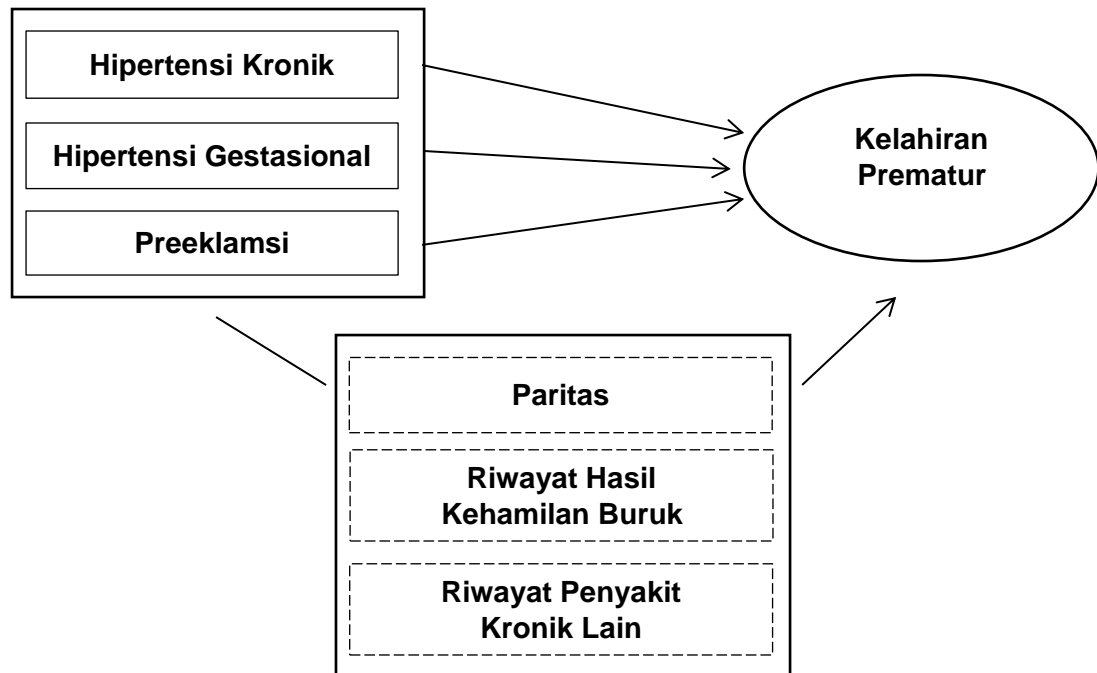 Hipertensi Kronik
Hipertensi Gestasional
Preeklamsi
Kelahiran
Prematur
Paritas
Riwayat Hasil
Kehamilan Buruk
Riwayat Penyakit
Kronik Lain